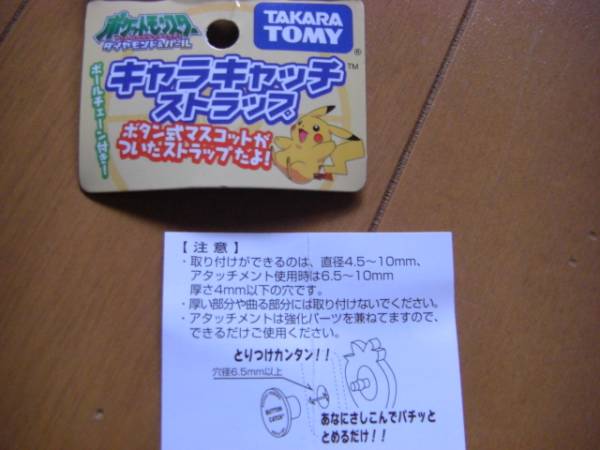 ポケットモンスター
ダイヤモンド&パール
TAKARA
TOMY
®
ボールチェーン付き!
キャラキャッチ
ストラップ
™
ボタン式マスコットが
ついたストラップだよ!
【注意】
・取り付けができるのは、直径4.5〜10mm、
アタッチメント使用時は6.5〜10mm
厚さ4mm以下の穴です。
・厚い部分や曲る部分には取り付けないでください。
・アタッチメントは強化パーツを兼ねてますので、
できるだけご使用ください。
とりつけカンタン!!
穴径6.5mm以上
BUTTON
CATCH
あなにさしこんでパチッと
とめるだけ!!